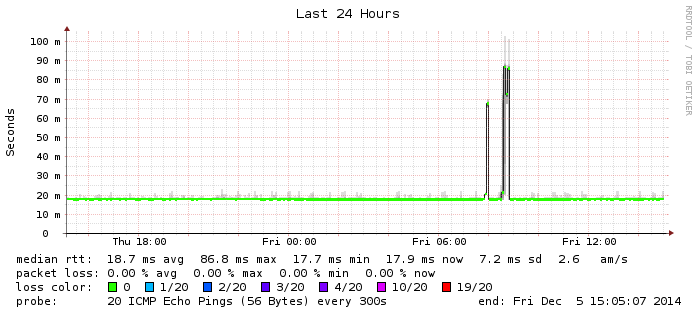 Last 24 Hours
RRDTOOL / TOBI OETIKER
Seconds
100 m
90 m
80 m
70 m
60 m
50 m
40 m
30 m
20 m
10 m
0
Thu 18:00 Fri 00:00 Fri 06:00 Fri 12:00
median rtt: 18.7 ms avg 86.8 ms max 17.7 ms min 17.9 ms now 7.2 ms sd 2.6 am/s
packet loss: 0.00 % avg 0.00 % max 0.00 % min 0.00 % now
loss color: 0 1/20 2/20 3/20 4/20 10/20 19/20
probe: 20 ICMP Echo Pings (56 Bytes) every 300s end: Fri Dec 5 15:05:07 2014